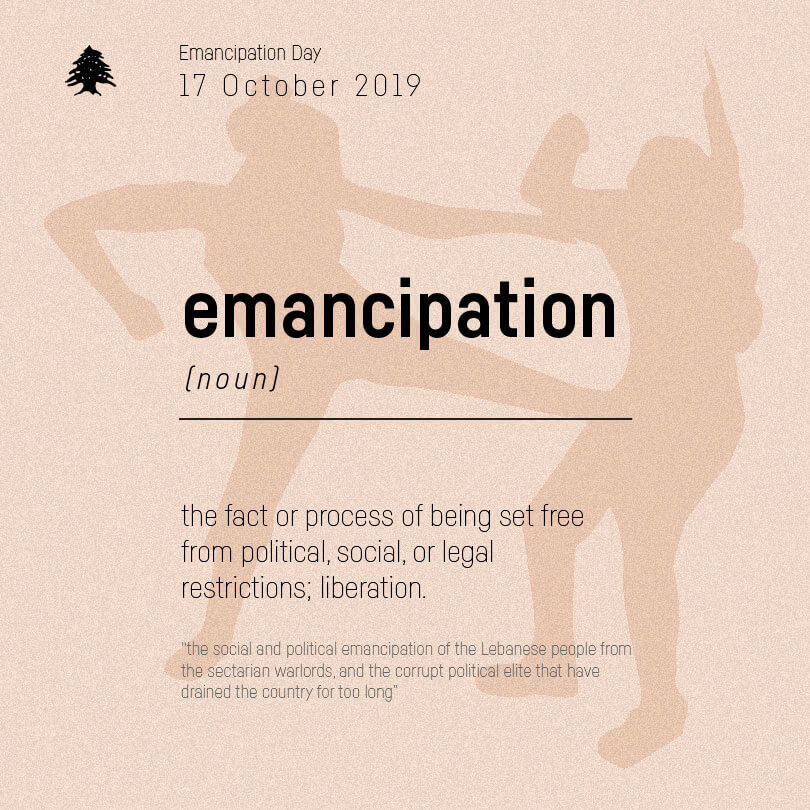 Emancipation Day
17 October 2019
emancipation
(noun)
the fact or process of being set free
from political, social, or legal
restrictions; liberation.
"the social and political emancipation of the Lebanese people from
the sectarian warlords, and the corrupt political elite that have
drained the country for too long"